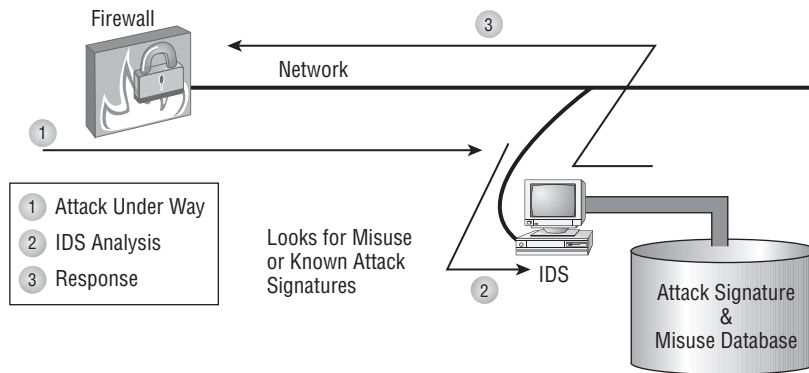 Firewall
3
Network
1
1 Attack Under Way
2 IDS Analysis
3 Response
Looks for Misuse
or Known Attack
Signatures
2
IDS
Attack Signature
&
Misuse Database